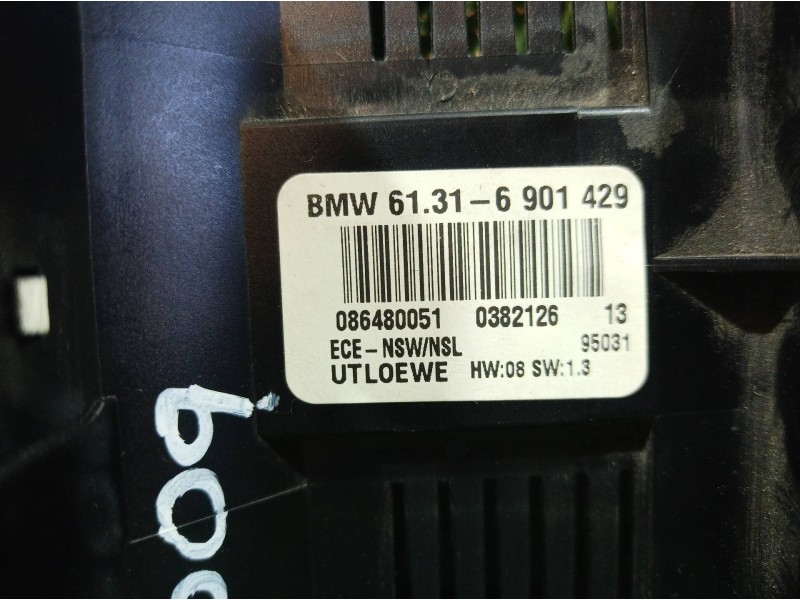 BMW 61.31-6 901 429
086480051 0382126 13
ECE-NSW/NSL 95031
UTLOEWE HW:08 SW:1.3